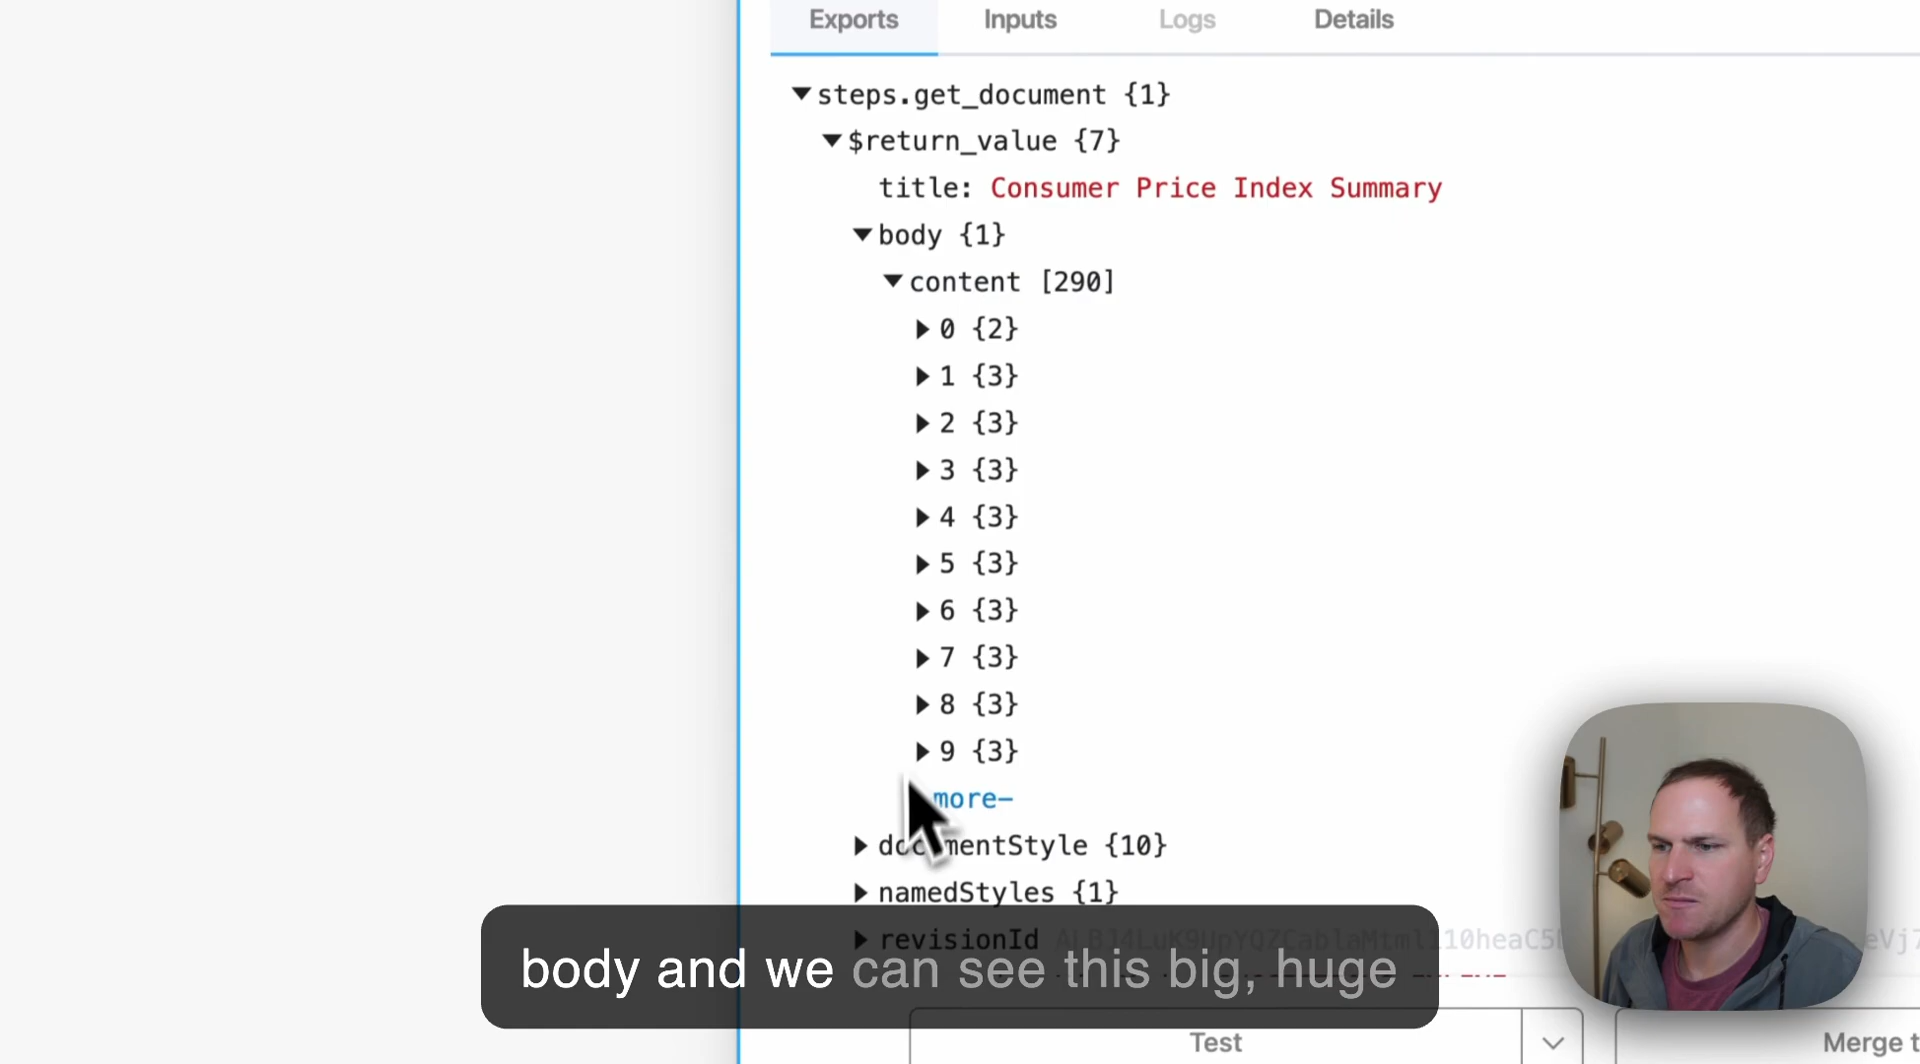 Exports Inputs Logs Details
steps.get_document {1}
$return_value {7}
title: Consumer Price Index Summary
body {1}
content [290]
0 {2}
1 {3}
2 {3}
3 {3}
4 {3}
5 {3}
6 {3}
7 {3}
8 {3}
9 {3}
more—
documentStyle {10}
namedStyles {1}
revisionId
body and we can see this big, huge
Test Merge t